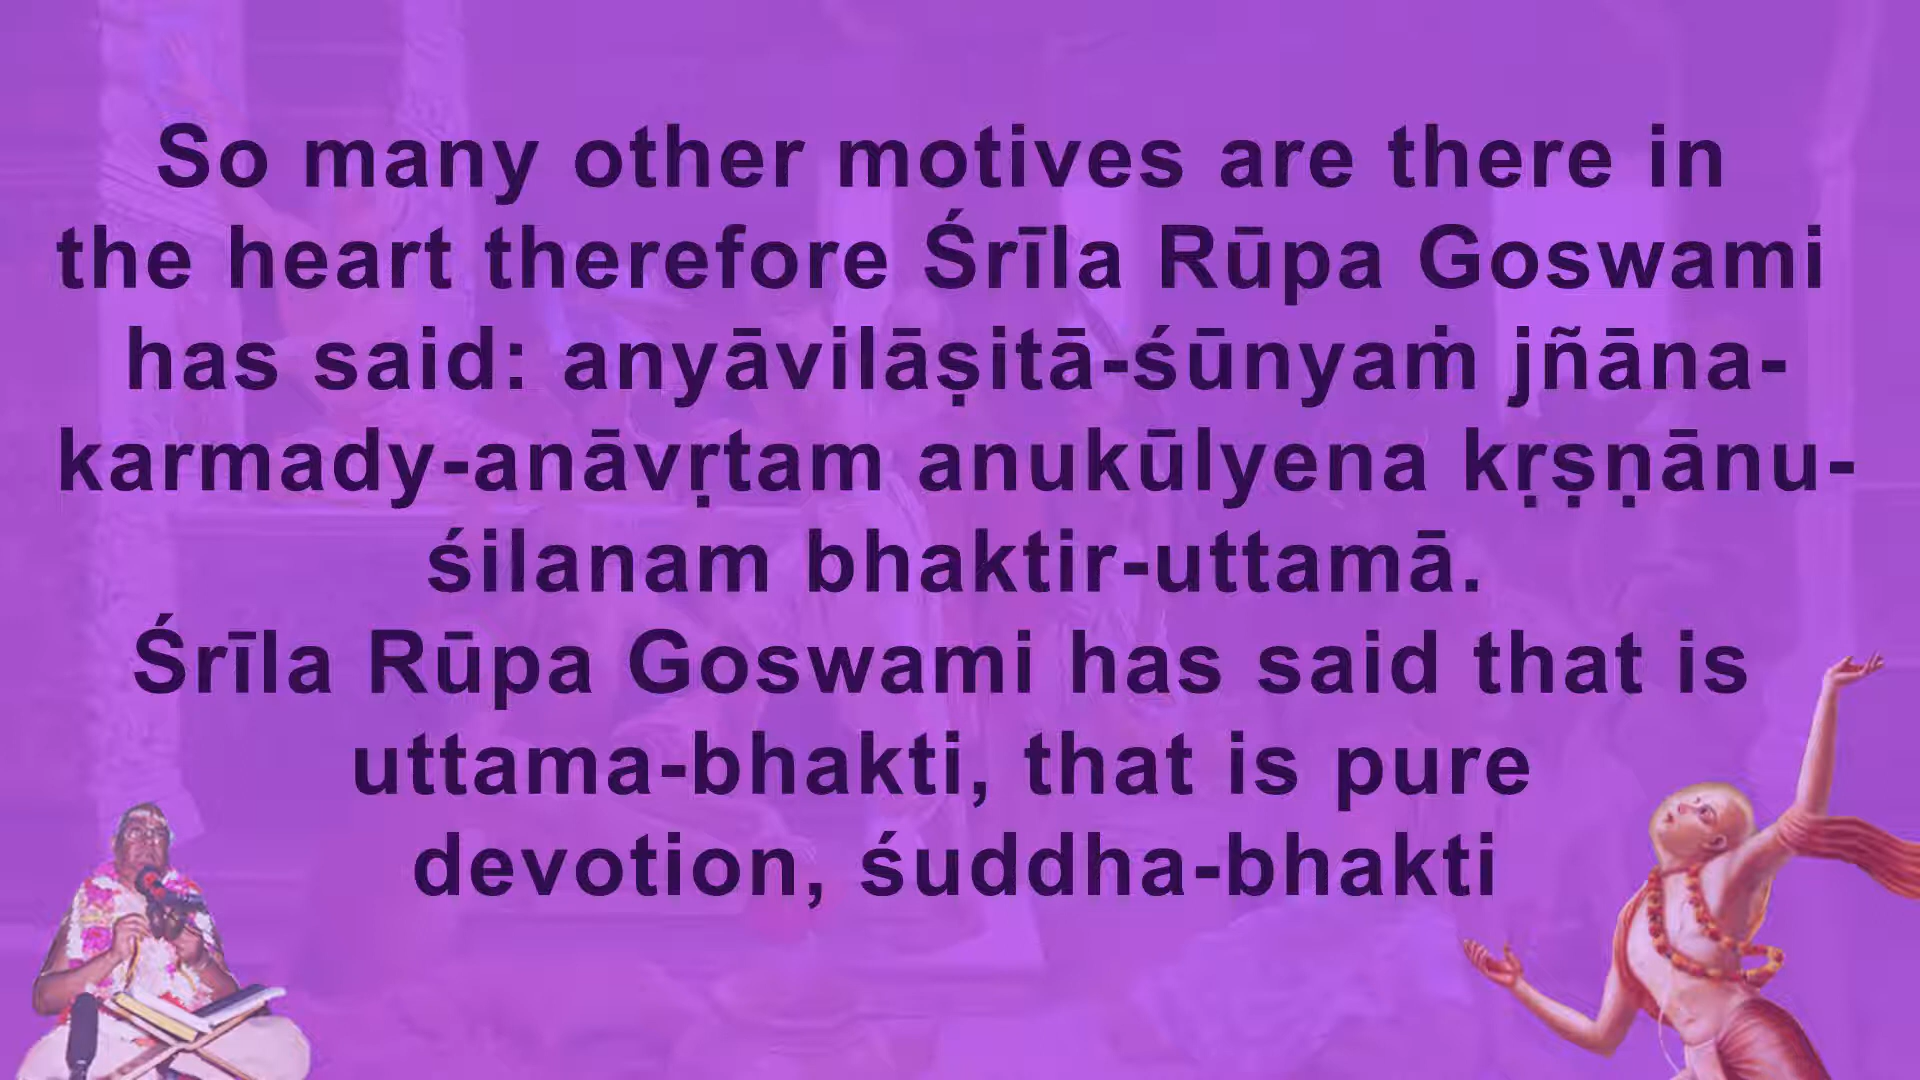 So many other motives are there in
the heart therefore Śrīla Rūpa Goswami
has said: anyāvilāṣitā-śūnyaṁ jñāna-
karmady-anāvṛtam anukūlyena kṛṣṇānu-
śilanam bhaktir-uttamā.
Śrīla Rūpa Goswami has said that is
uttama-bhakti, that is pure
devotion, śuddha-bhakti